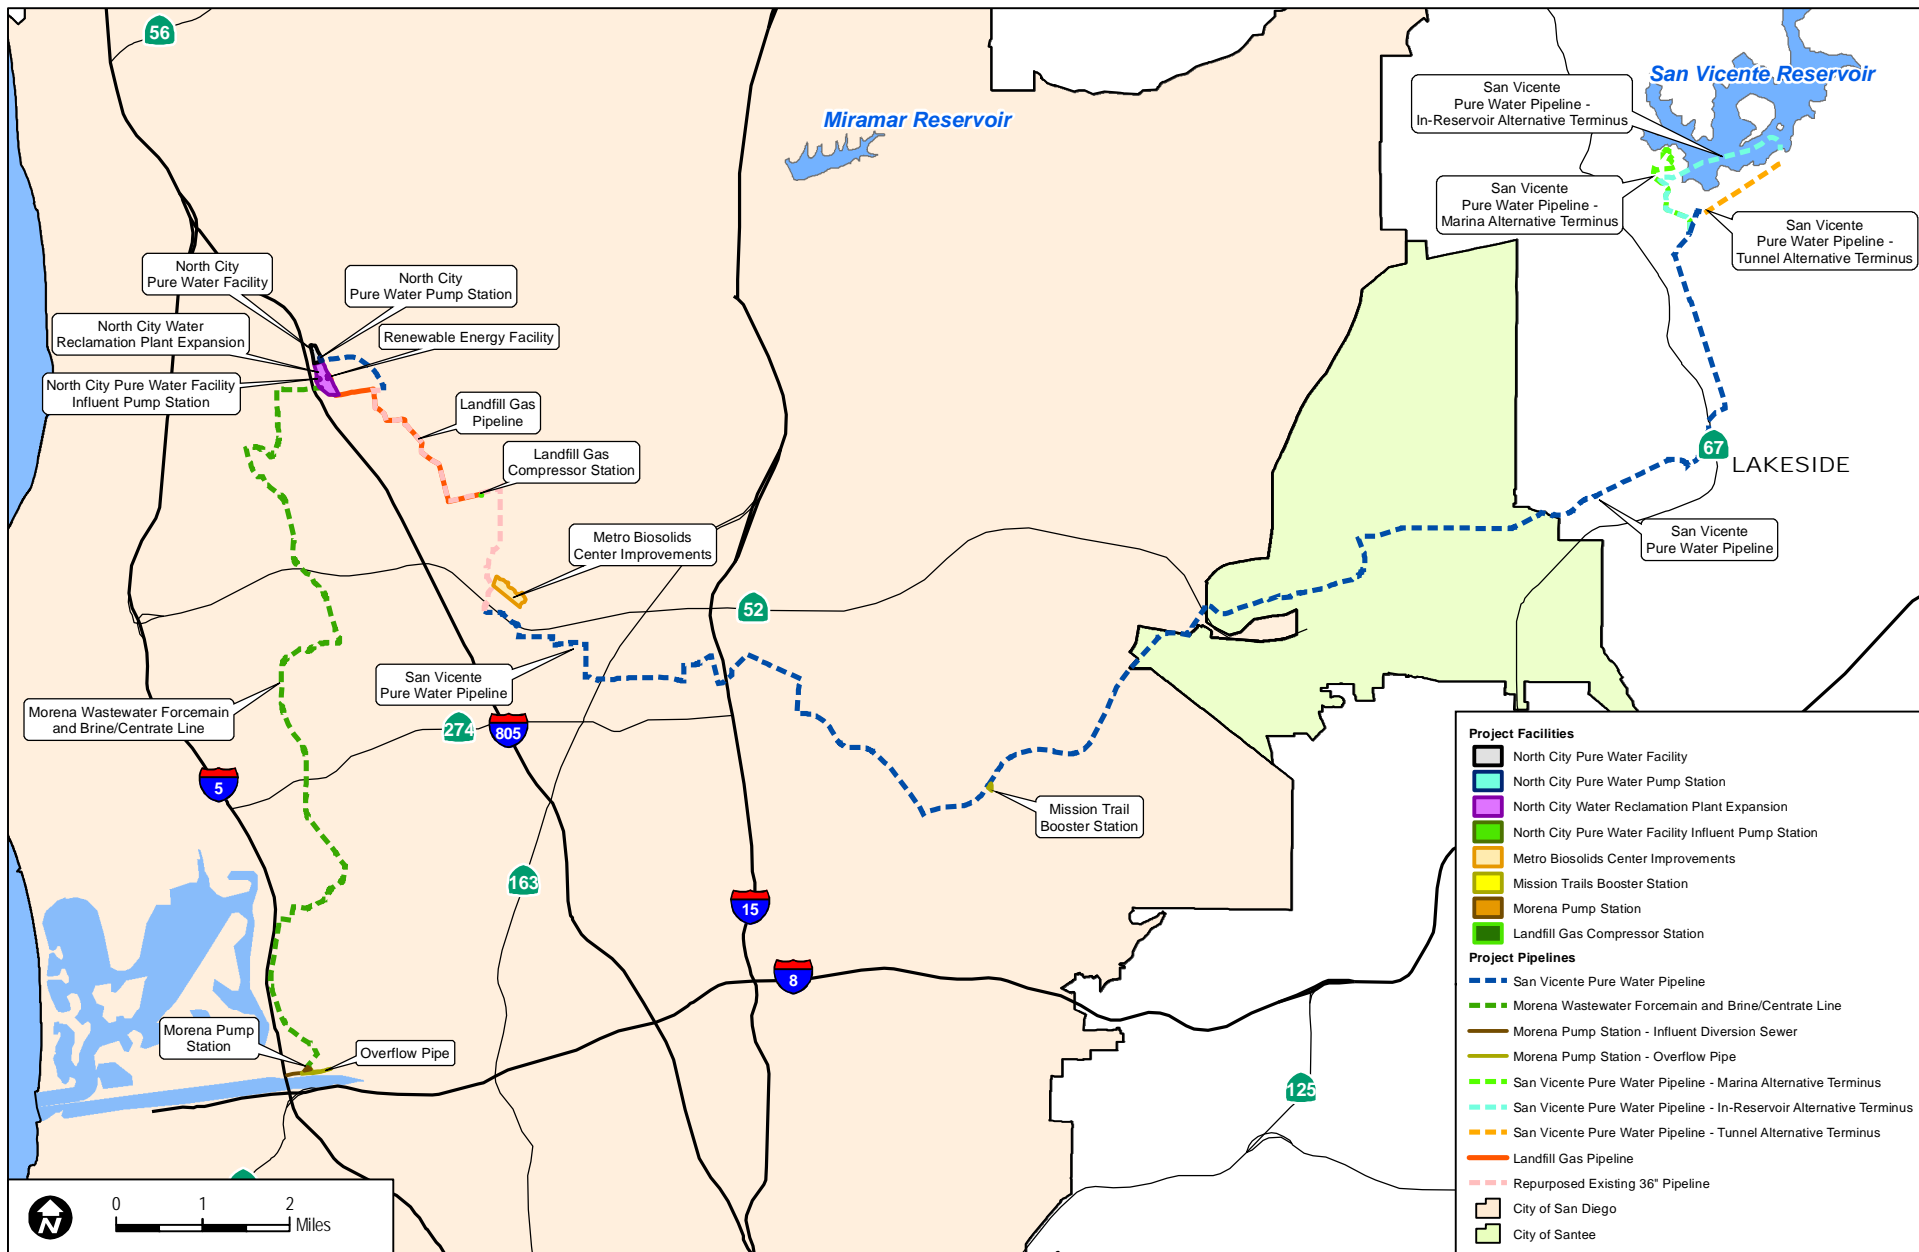 56
San Vicente Reservoir
San Vicente
Pure Water Pipeline -
In-Reservoir Alternative Terminus
Miramar Reservoir
San Vicente
Pure Water Pipeline -
Marina Alternative Terminus
San Vicente
Pure Water Pipeline -
Tunnel Alternative Terminus
North City
Pure Water Facility
North City
Pure Water Pump Station
North City Water
Reclamation Plant Expansion
Renewable Energy Facility
North City Pure Water Facility
Influent Pump Station
Landfill Gas
Pipeline
Landfill Gas
Compressor Station
67
LAKESIDE
Metro Biosolids
Center Improvements
San Vicente
Pure Water Pipeline
52
San Vicente
Pure Water Pipeline
Morena Wastewater Forcemain
and Brine/Centrate Line
274
805
5
Mission Trail
Booster Station
163
15
8
Morena Pump
Station
Overflow Pipe
125
Project Facilities
North City Pure Water Facility
North City Pure Water Pump Station
North City Water Reclamation Plant Expansion
North City Pure Water Facility Influent Pump Station
Metro Biosolids Center Improvements
Mission Trails Booster Station
Morena Pump Station
Landfill Gas Compressor Station
Project Pipelines
San Vicente Pure Water Pipeline
Morena Wastewater Forcemain and Brine/Centrate Line
Morena Pump Station - Influent Diversion Sewer
Morena Pump Station - Overflow Pipe
San Vicente Pure Water Pipeline - Marina Alternative Terminus
San Vicente Pure Water Pipeline - In-Reservoir Alternative Terminus
San Vicente Pure Water Pipeline - Tunnel Alternative Terminus
Landfill Gas Pipeline
Repurposed Existing 36" Pipeline
City of San Diego
City of Santee
N
0 1 2
Miles